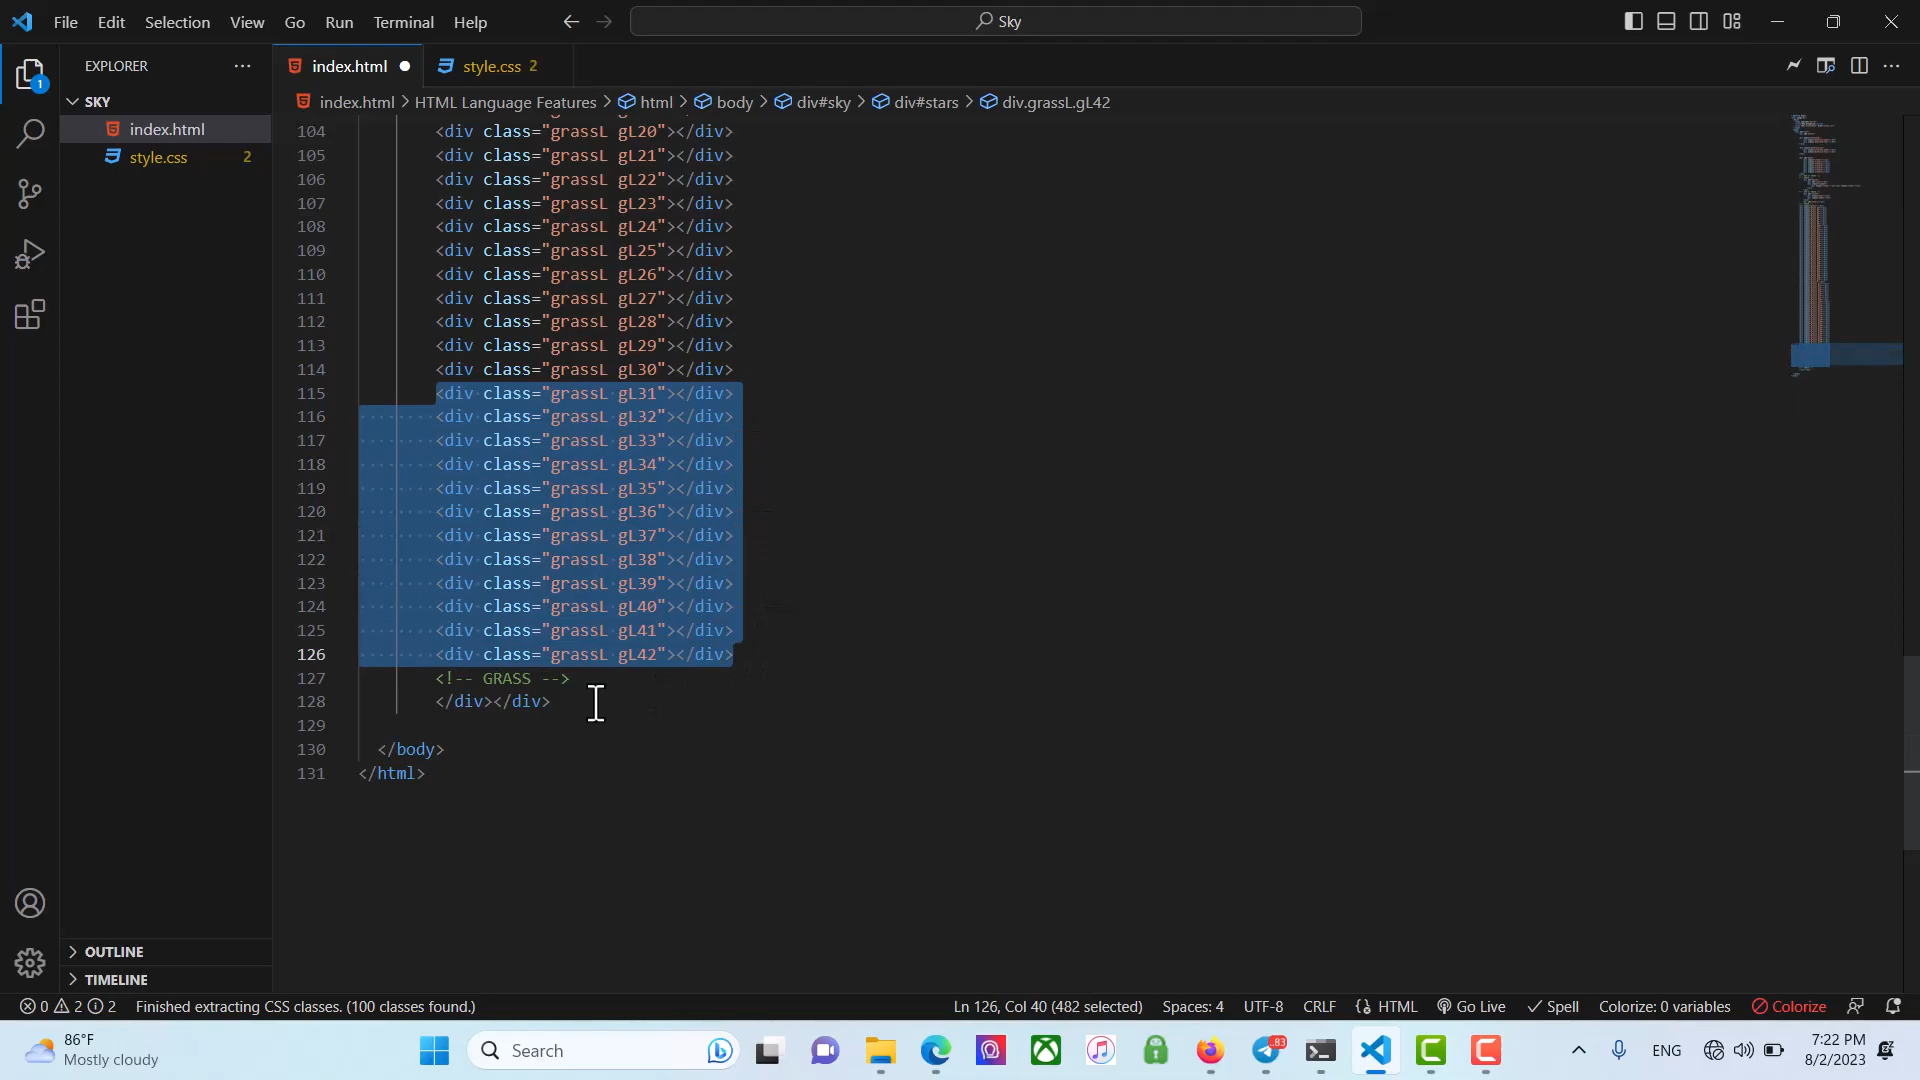 File Edit Selection View Go Run Terminal Help
Sky
EXPLORER
index.html
style.css 2
index.html > HTML Language Features > html > body > div#sky > div#stars > div.grassL.gL42
SKY
index.html
style.css 2
1
104 <div class="grassL gL20"></div>
105 <div class="grassL gL21"></div>
106 <div class="grassL gL22"></div>
107 <div class="grassL gL23"></div>
108 <div class="grassL gL24"></div>
109 <div class="grassL gL25"></div>
110 <div class="grassL gL26"></div>
111 <div class="grassL gL27"></div>
112 <div class="grassL gL28"></div>
113 <div class="grassL gL29"></div>
114 <div class="grassL gL30"></div>
115 <div class="grassL gL31"></div>
116 <div class="grassL gL32"></div>
117 <div class="grassL gL33"></div>
118 <div class="grassL gL34"></div>
119 <div class="grassL gL35"></div>
120 <div class="grassL gL36"></div>
121 <div class="grassL gL37"></div>
122 <div class="grassL gL38"></div>
123 <div class="grassL gL39"></div>
124 <div class="grassL gL40"></div>
125 <div class="grassL gL41"></div>
126 <div class="grassL gL42"></div>
127 <!-- GRASS -->
128 </div></div>
129
130 </body>
131 </html>
OUTLINE
TIMELINE
0 2 2 Finished extracting CSS classes. (100 classes found.) Ln 126, Col 40 (482 selected) Spaces: 4 UTF-8 CRLF HTML Go Live Spell Colorize: 0 variables Colorize
86°F
Mostly cloudy
Search
83
ENG
7:22 PM
8/2/2023